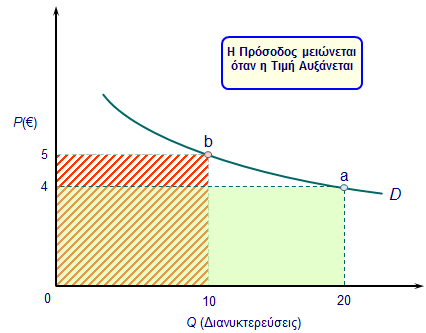 Η Πρόσοδος μειώνεται
όταν η Τιμή Αυξάνεται
P(€)
b
5
a
4
D
0
10
20
Q (Διανυκτερεύσεις)